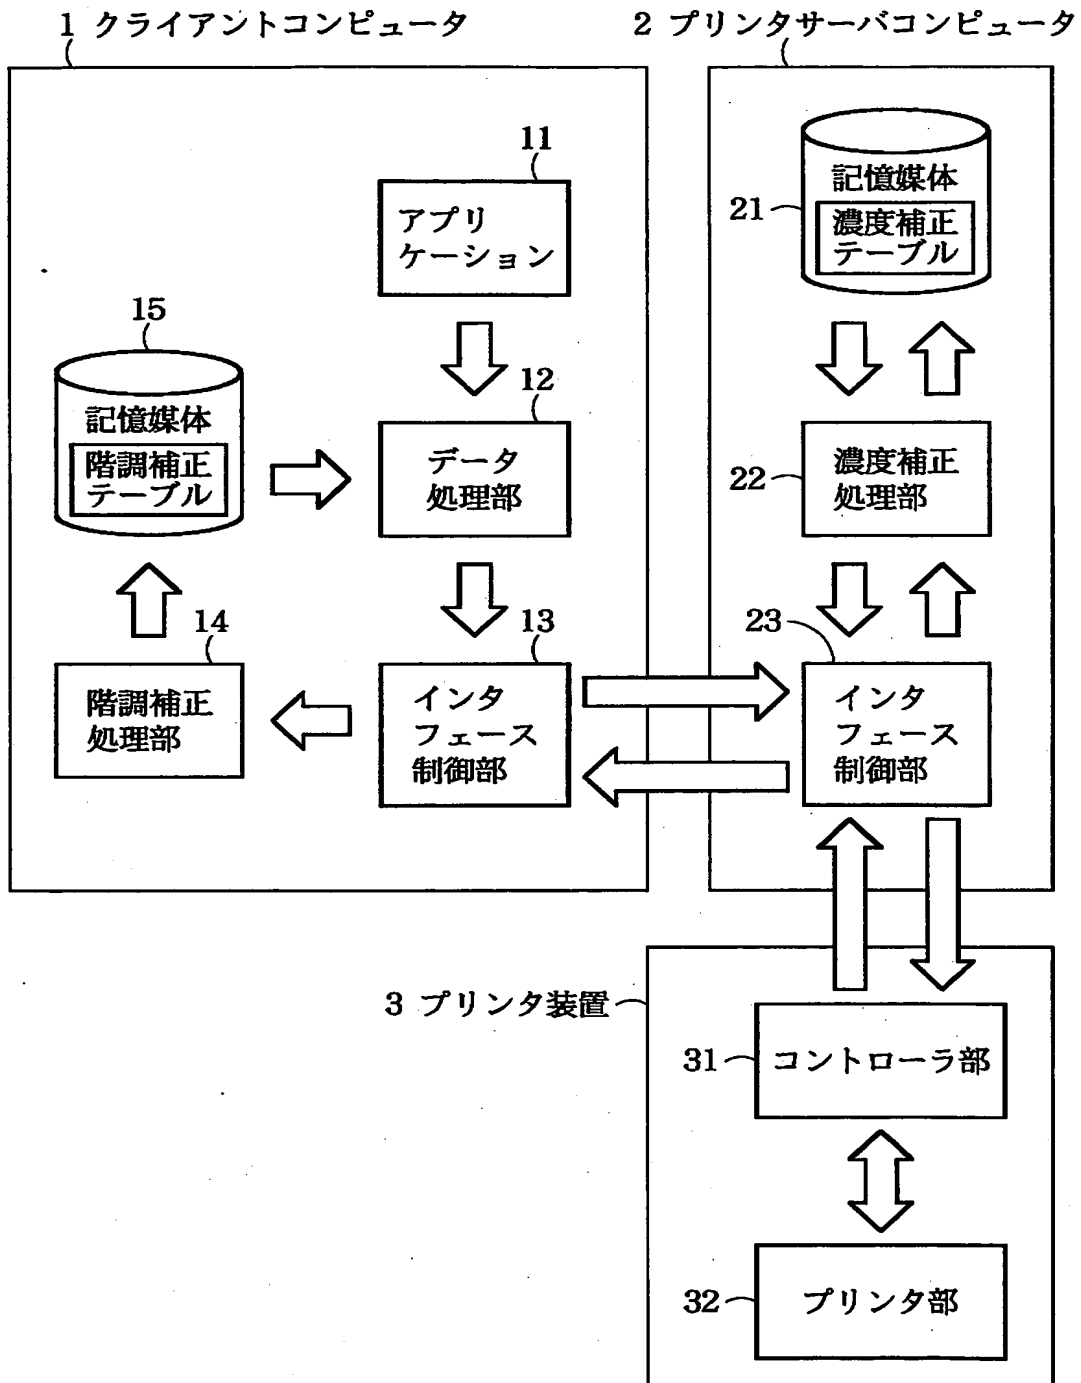 1 クライアントコンピュータ
2 プリンタサーバコンピュータ
11
アプリ
ケーション
15
記憶媒体
階調補正
テーブル
12
データ
処理部
14
階調補正
処理部
13
インタ
フェース
制御部
21
記憶媒体
濃度補正
テーブル
22
濃度補正
処理部
23
インタ
フェース
制御部
3 プリンタ装置
31
コントローラ部
32
プリンタ部